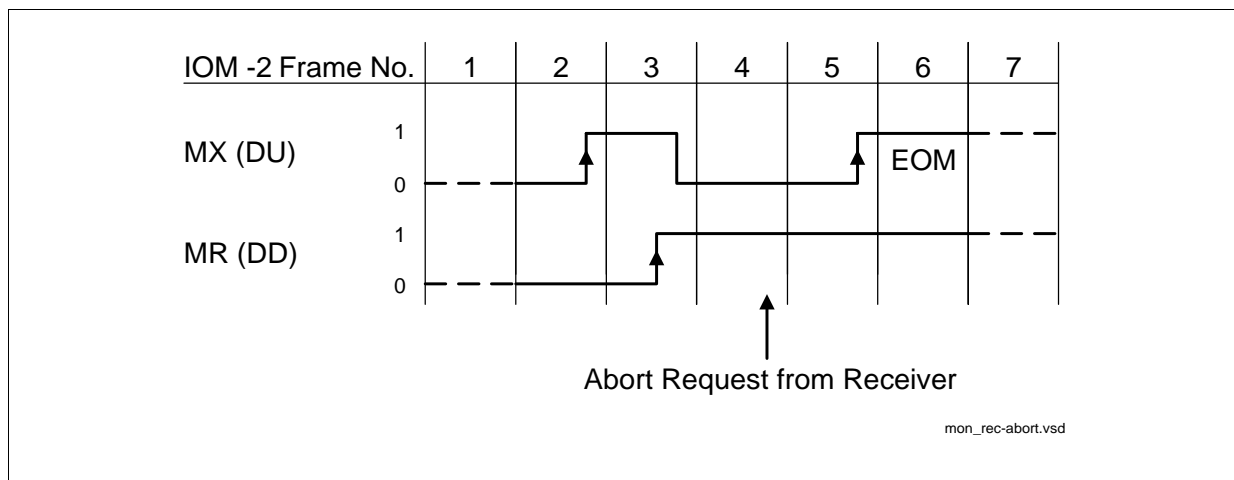 IOM -2 Frame No. 1 2 3 4 5 6 7
MX (DU) 1
0
EOM
MR (DD) 1
0
Abort Request from Receiver
mon_rec-abort.vsd